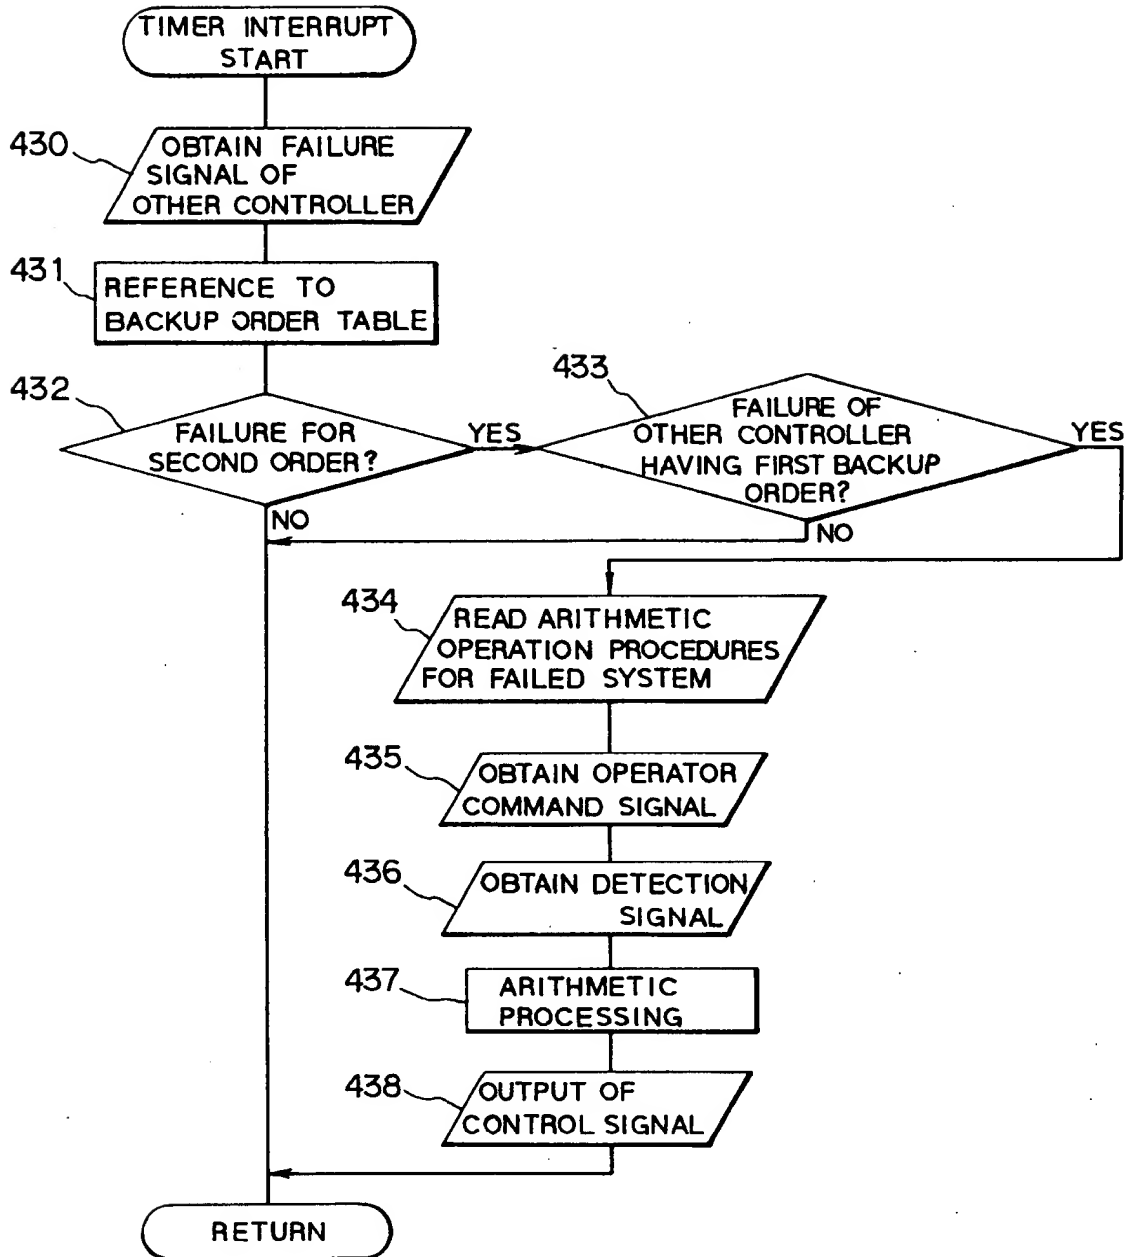 TIMER INTERRUPT
START
430
OBTAIN FAILURE
SIGNAL OF
OTHER CONTROLLER
431
REFERENCE TO
BACKUP ORDER TABLE
432
FAILURE FOR
SECOND ORDER?
YES
NO
433
FAILURE OF
OTHER CONTROLLER
HAVING FIRST BACKUP
ORDER?
YES
NO
434
READ ARITHMETIC
OPERATION PROCEDURES
FOR FAILED SYSTEM
435
OBTAIN OPERATOR
COMMAND SIGNAL
436
OBTAIN DETECTION
SIGNAL
437
ARITHMETIC
PROCESSING
438
OUTPUT OF
CONTROL SIGNAL
RETURN